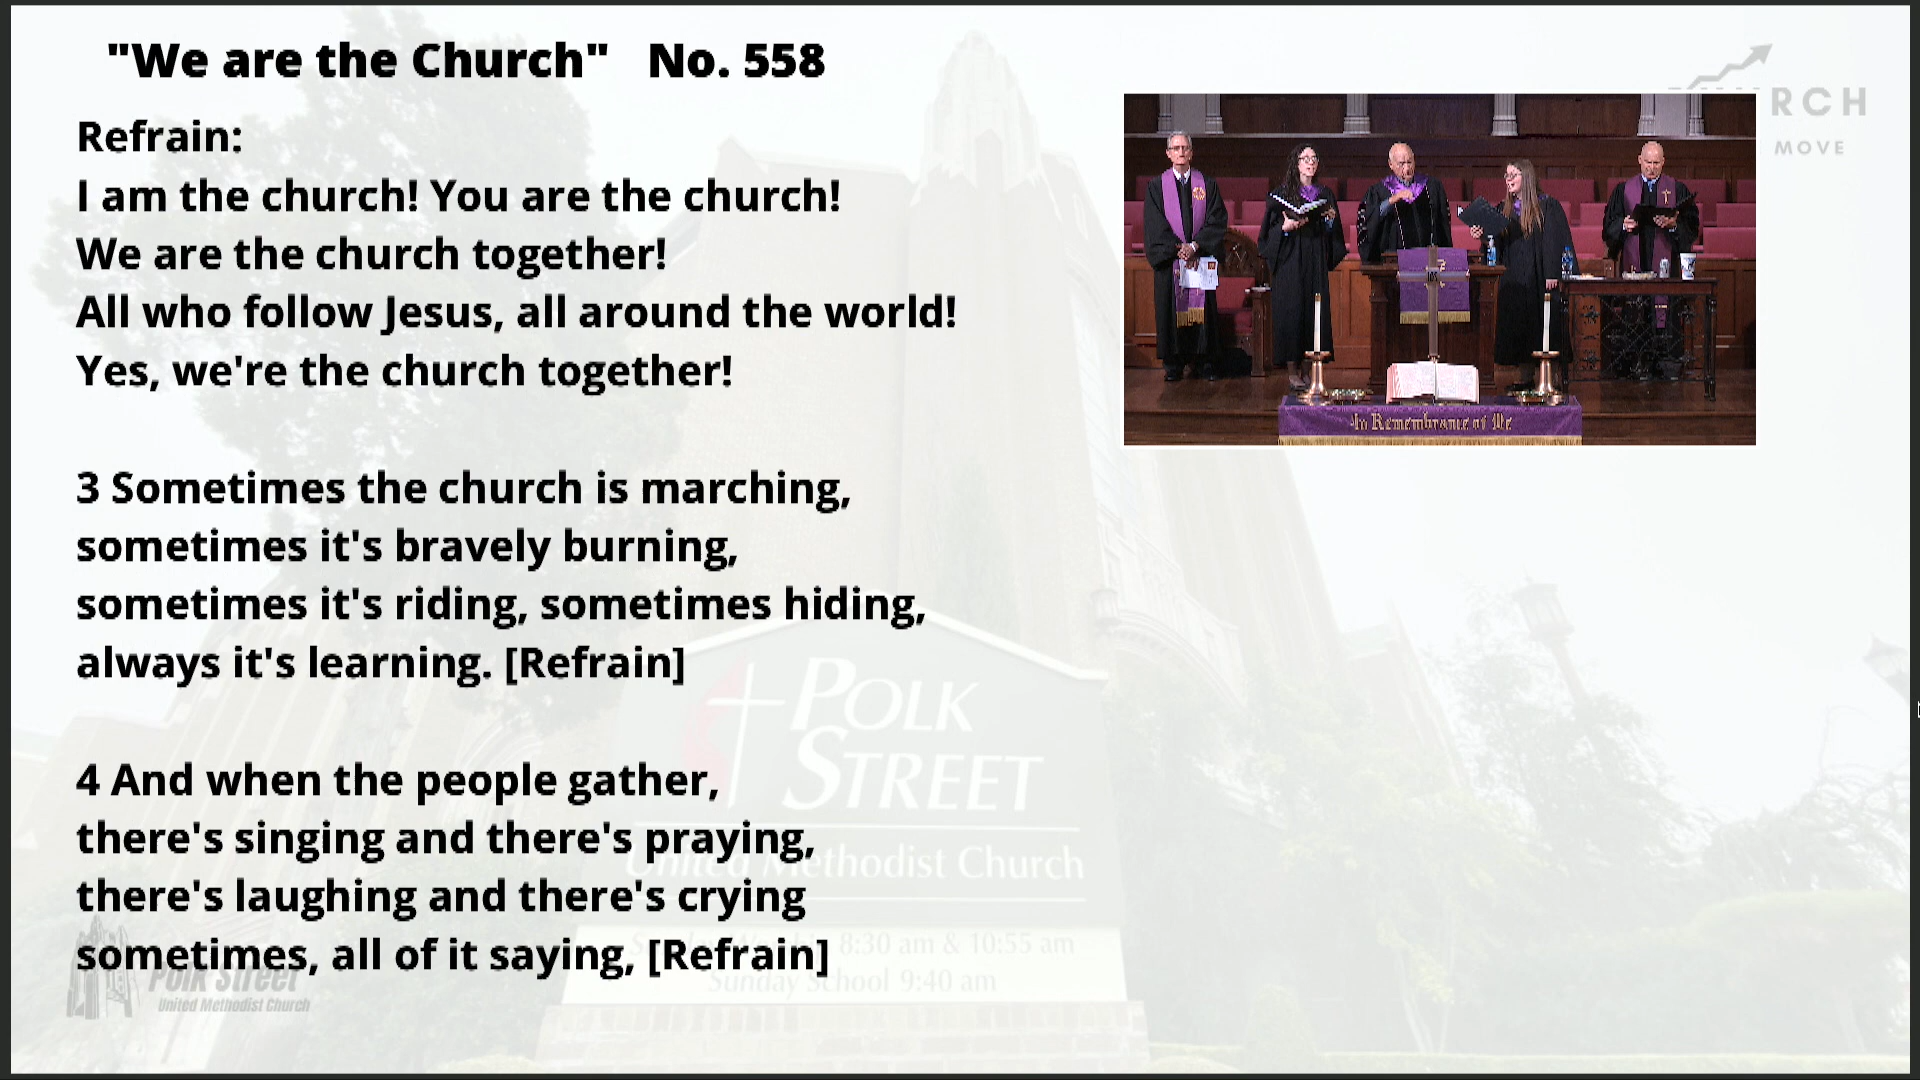 "We are the Church" No. 558
Refrain:
I am the church! You are the church!
We are the church together!
All who follow Jesus, all around the world!
Yes, we're the church together!
3 Sometimes the church is marching,
sometimes it's bravely burning,
sometimes it's riding, sometimes hiding,
always it's learning. [Refrain]
4 And when the people gather,
there's singing and there's praying,
there's laughing and there's crying
sometimes, all of it saying, [Refrain]
RCH
MOVE
In Remembrance of Me
POLK
STREET
United Methodist Church
8:30 am & 10:55 am
Sunday School 9:40 am
Polk Street
United Methodist Church